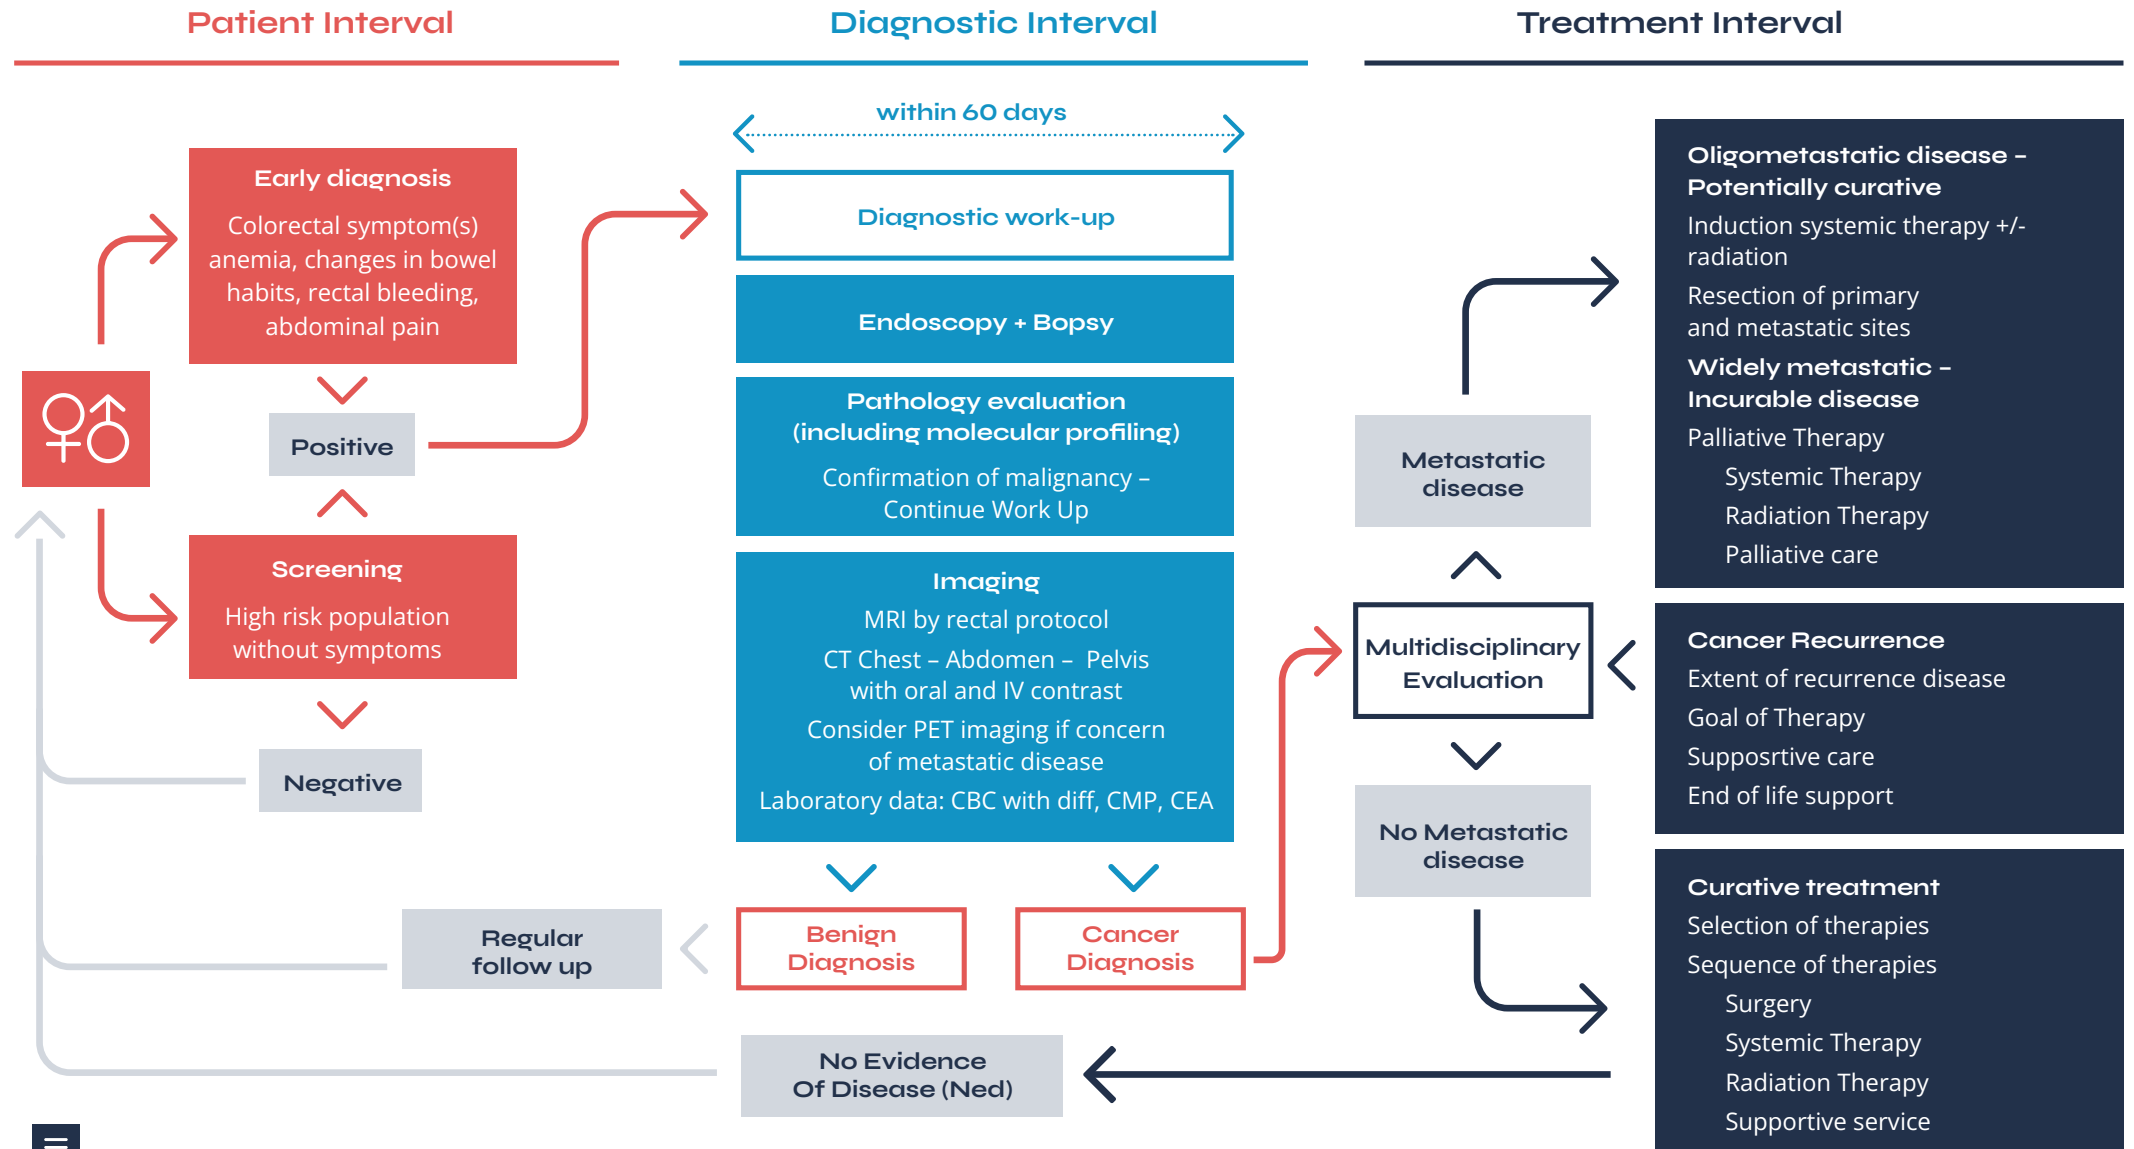 Patient Interval
Diagnostic Interval
Treatment Interval
Early diagnosis
Colorectal symptom(s)
anemia, changes in bowel
habits, rectal bleeding,
abdominal pain
Positive
Screening
High risk population
without symptoms
Negative
within 60 days
Diagnostic work-up
Endoscopy + Bopsy
Pathology evaluation
(including molecular profiling)
Confirmation of malignancy –
Continue Work Up
Imaging
MRI by rectal protocol
CT Chest – Abdomen – Pelvis
with oral and IV contrast
Consider PET imaging if concern
of metastatic disease
Laboratory data: CBC with diff, CMP, CEA
Regular
follow up
Benign
Diagnosis
Cancer
Diagnosis
No Evidence
Of Disease (Ned)
Metastatic
disease
Multidisciplinary
Evaluation
No Metastatic
disease
Oligometastatic disease –
Potentially curative
Induction systemic therapy +/-
radiation
Resection of primary
and metastatic sites
Widely metastatic –
Incurable disease
Palliative Therapy
Systemic Therapy
Radiation Therapy
Palliative care
Cancer Recurrence
Extent of recurrence disease
Goal of Therapy
Supposrtive care
End of life support
Curative treatment
Selection of therapies
Sequence of therapies
Surgery
Systemic Therapy
Radiation Therapy
Supportive service